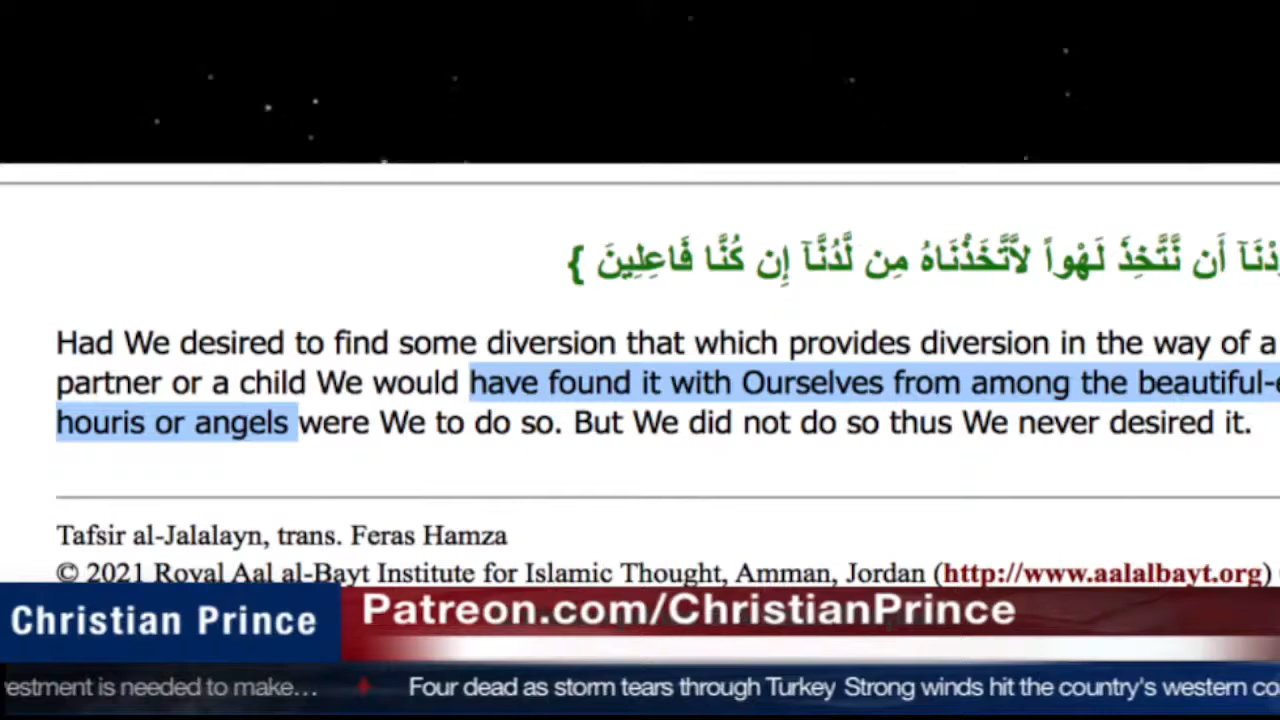 أَن نَّتَّخِذَ لَهْواً لاَّتَّخَذْنَاهُ مِن لَّدُنَّآ إِن كُنَّا فَاعِلِينَ }
Had We desired to find some diversion that which provides diversion in the way of a
partner or a child We would have found it with Ourselves from among the beautiful-
houris or angels were We to do so. But We did not do so thus We never desired it.
Tafsir al-Jalalayn, trans. Feras Hamza
© 2021 Royal Aal al-Bayt Institute for Islamic Thought, Amman, Jordan (http://www.aalalbayt.org)
Christian Prince
Patreon.com/ChristianPrince
is needed to make... Four dead as storm tears through Turkey Strong winds hit the country's western